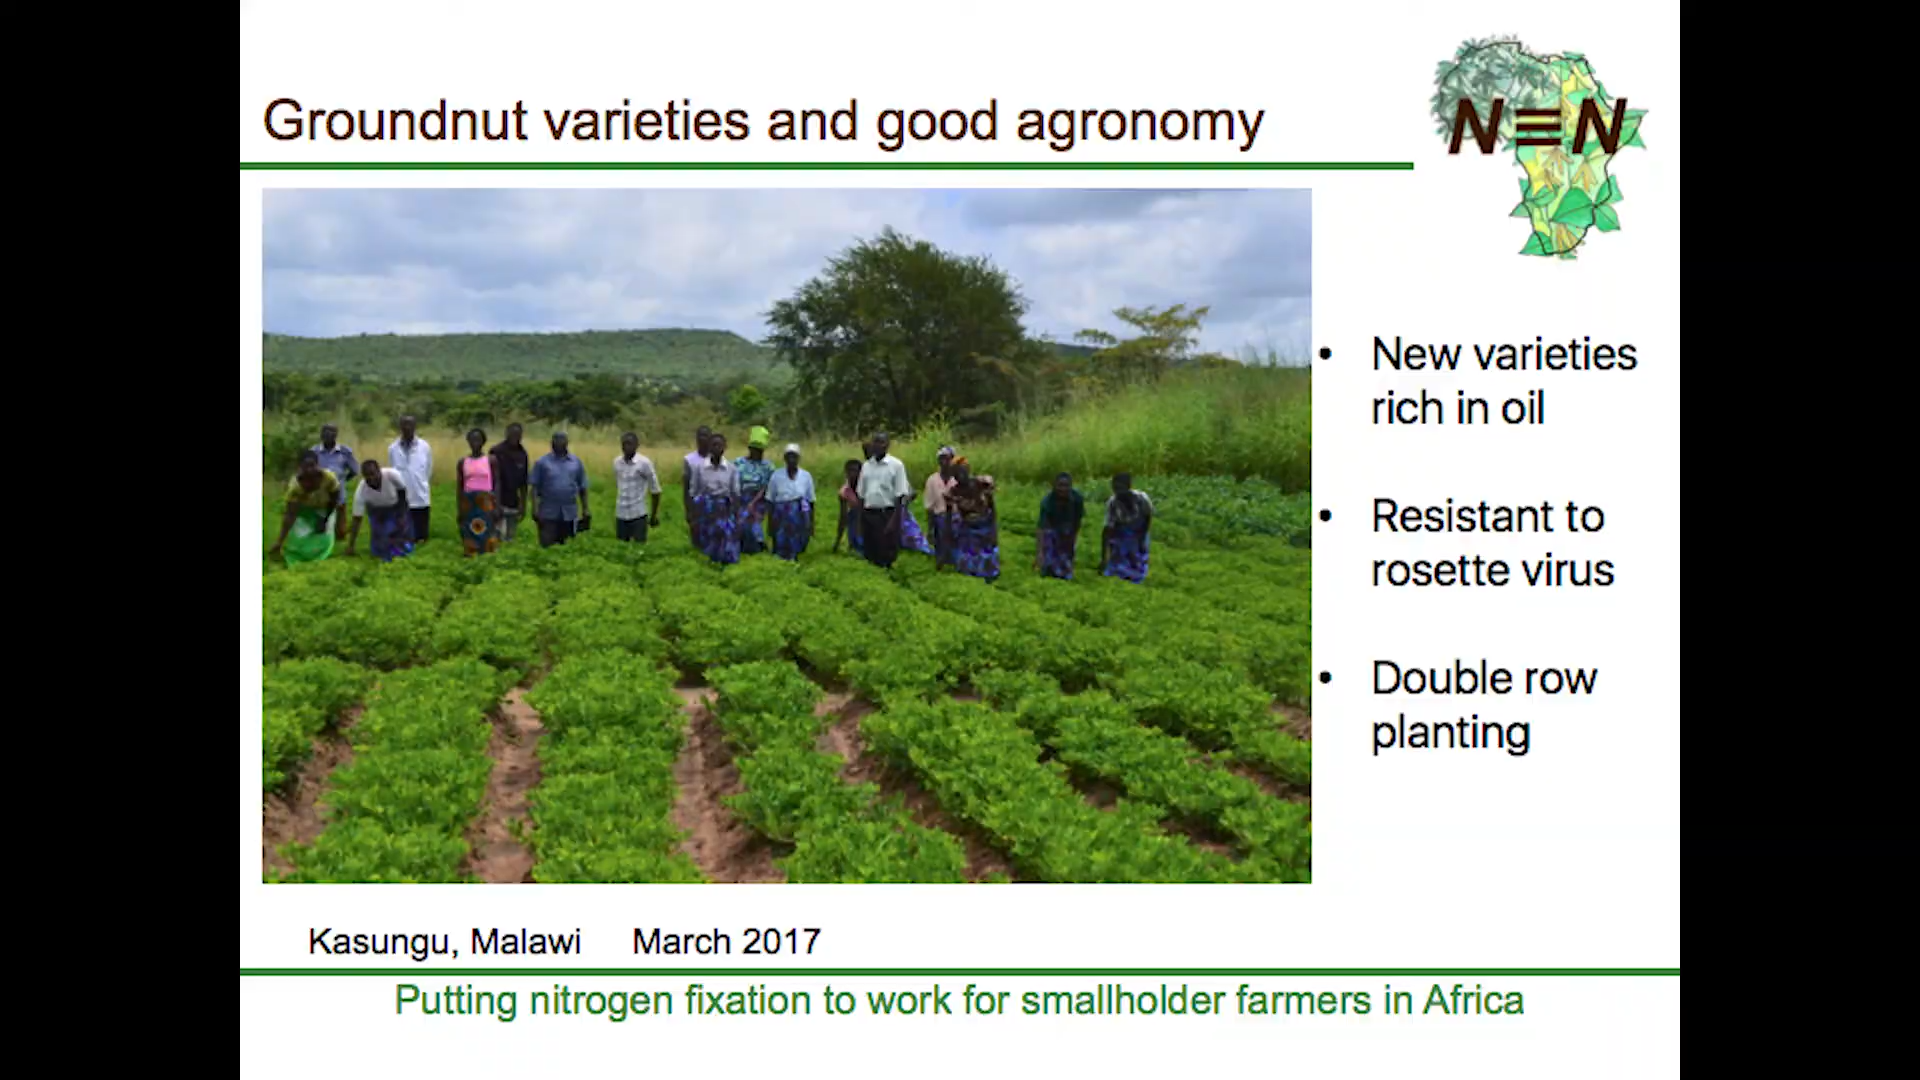 Groundnut varieties and good agronomy
N≡N
• New varieties
rich in oil
• Resistant to
rosette virus
• Double row
planting
Kasungu, Malawi March 2017
Putting nitrogen fixation to work for smallholder farmers in Africa